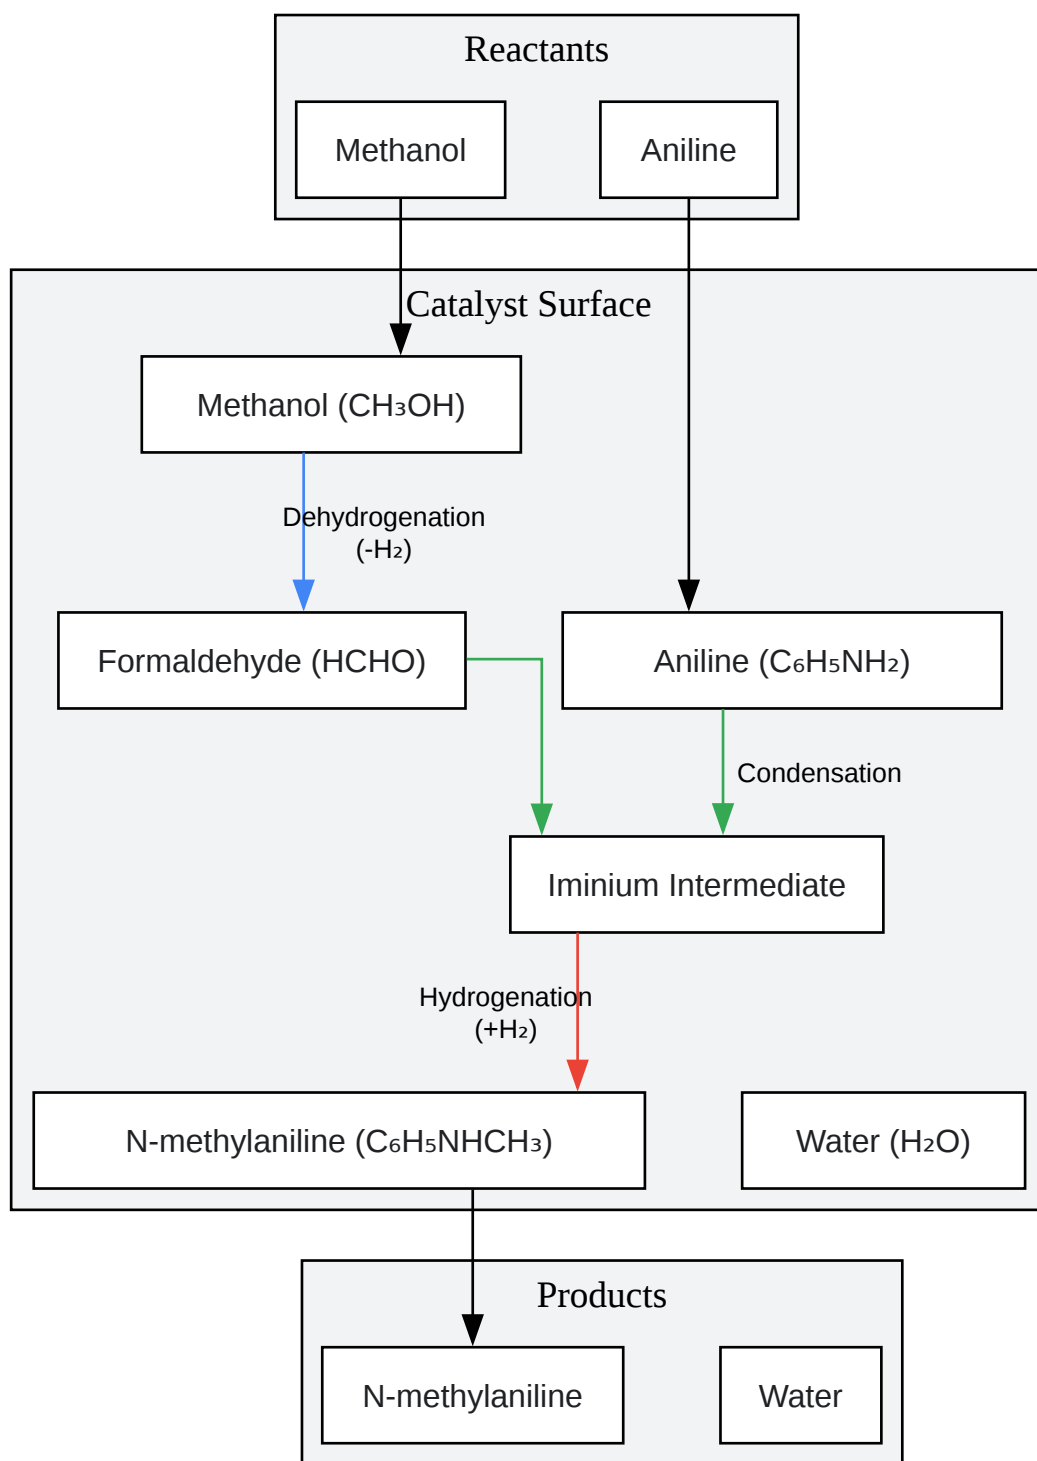 Reactants
Methanol
Aniline
Catalyst Surface
Methanol (CH₃OH)
Dehydrogenation
(-H₂)
Formaldehyde (HCHO)
Aniline (C₆H₅NH₂)
Condensation
Iminium Intermediate
Hydrogenation
(+H₂)
N-methylaniline (C₆H₅NHCH₃)
Water (H₂O)
Products
N-methylaniline
Water